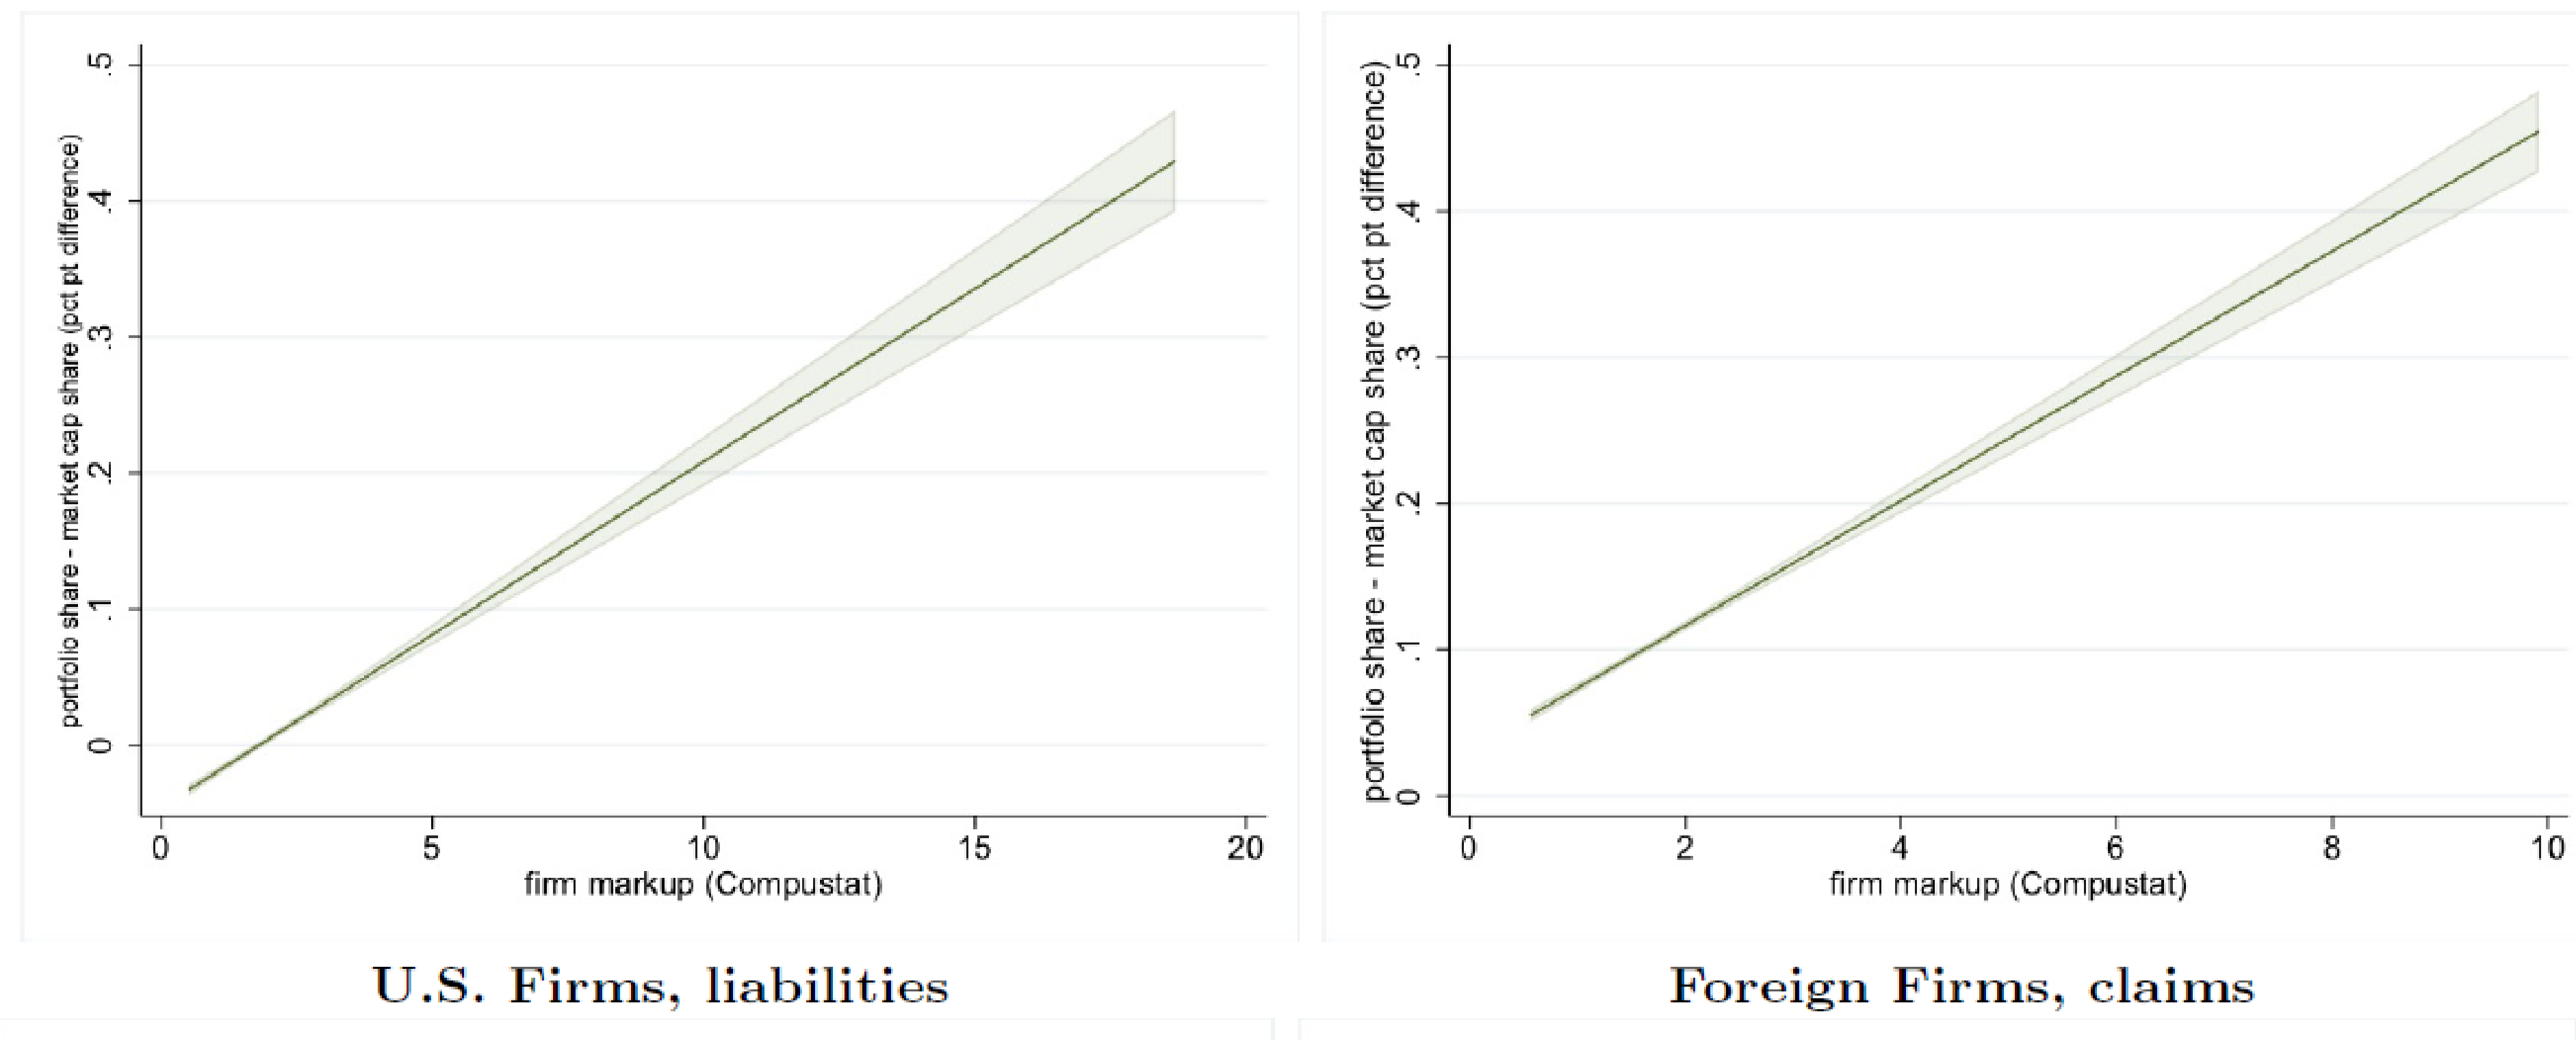 portfolio share - market cap share (pct pt difference)
.5
.4
.3
.2
.1
0
0 5 10 15 20
firm markup (Compustat)
U.S. Firms, liabilities
portfolio share - market cap share (pct pt difference)
.5
.4
.3
.2
.1
0
0 2 4 6 8 10
firm markup (Compustat)
Foreign Firms, claims